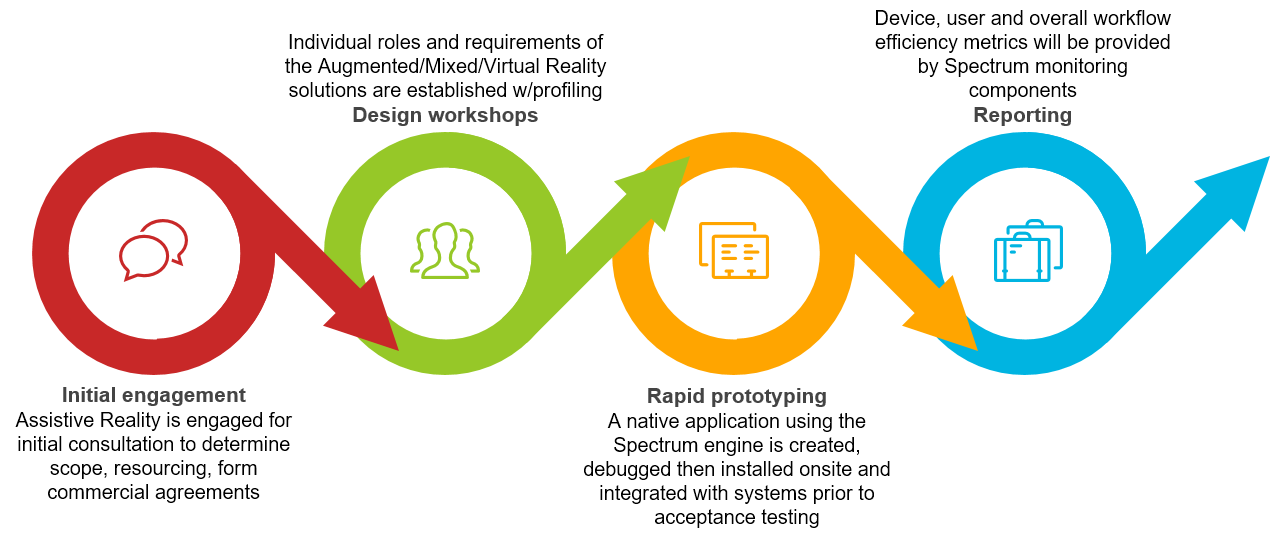 Initial engagement
Assistive Reality is engaged for
initial consultation to determine
scope, resourcing, form
commercial agreements
Individual roles and requirements of
the Augmented/Mixed/Virtual Reality
solutions are established w/profiling
Design workshops
Rapid prototyping
A native application using the
Spectrum engine is created,
debugged then installed onsite and
integrated with systems prior to
acceptance testing
Device, user and overall workflow
efficiency metrics will be provided
by Spectrum monitoring
components
Reporting